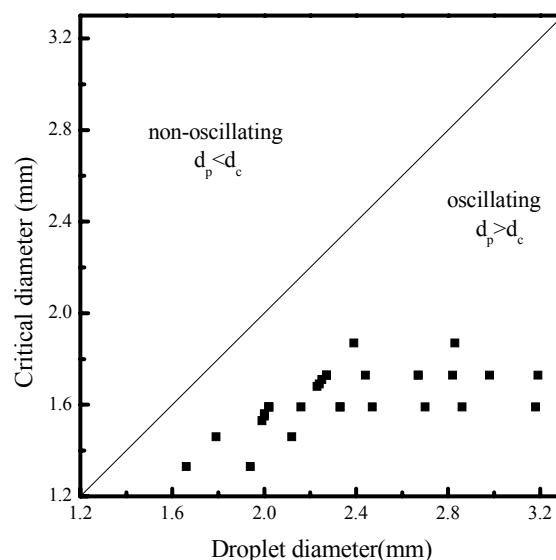 3.2
2.8
2.4
2.0
1.6
1.2
Critical diameter (mm)
non-oscillating
d_p<d_c
oscillating
d_p>d_c
1.2 1.6 2.0 2.4 2.8 3.2
Droplet diameter(mm)